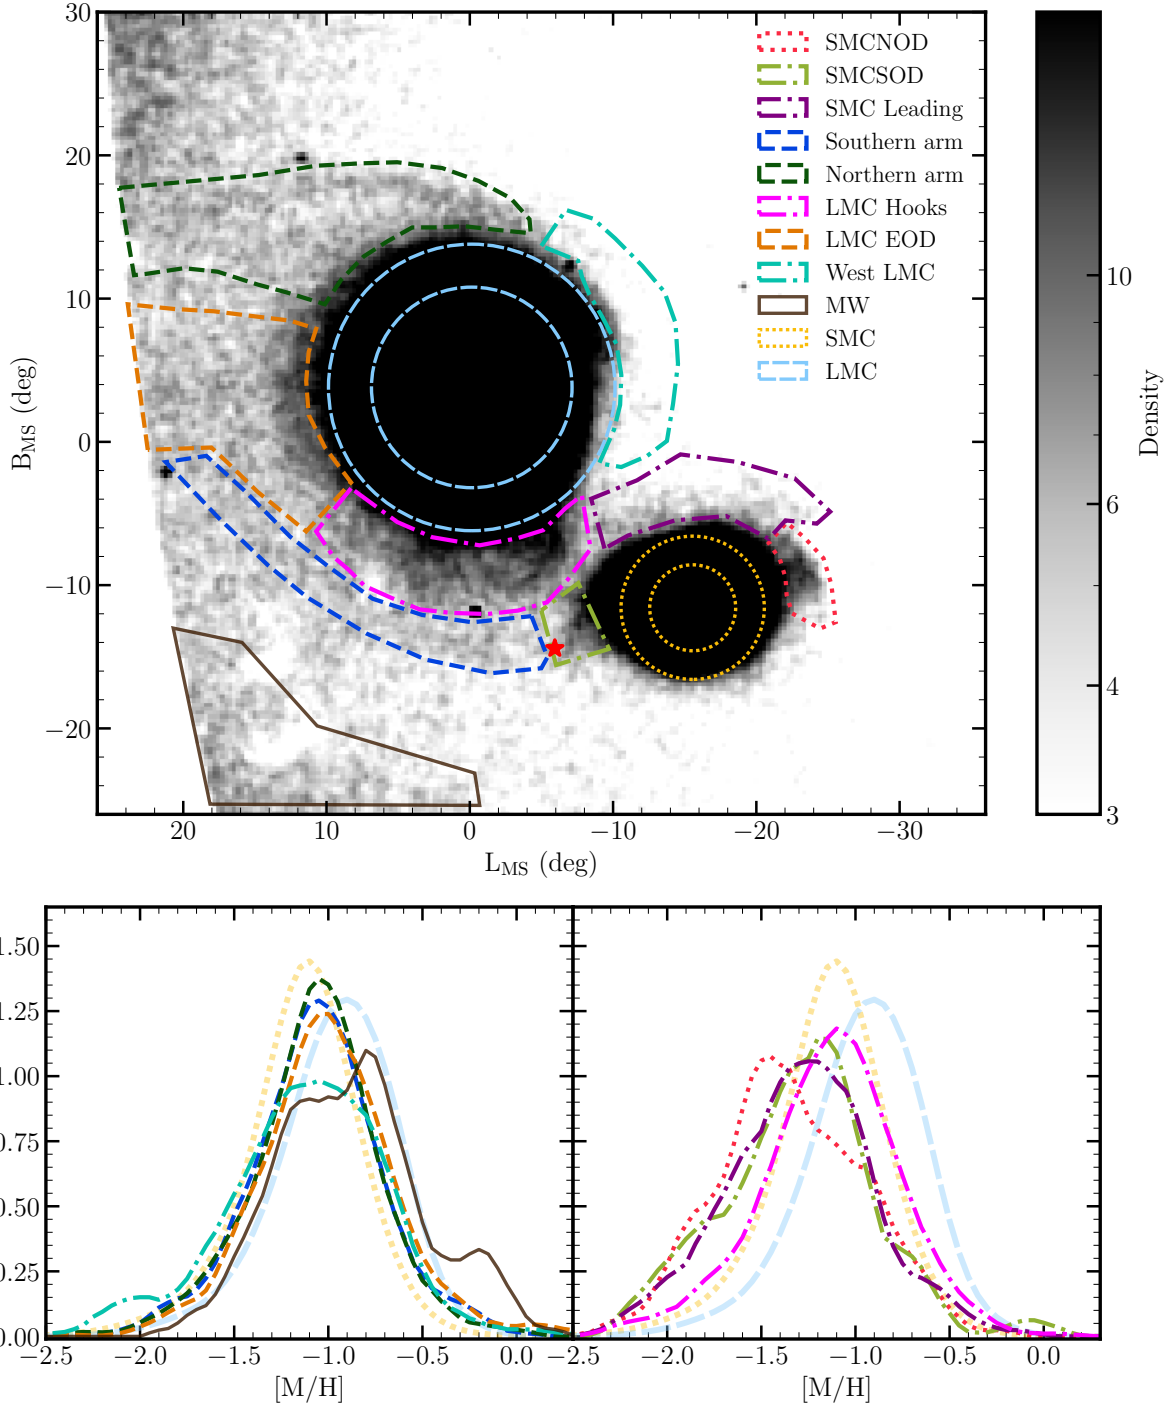 30
20
10
0
−10
−20
B_MS (deg)
20 10 0 −10 −20 −30
L_MS (deg)
SMCNOD
SMCSOD
SMC Leading
Southern arm
Northern arm
LMC Hooks
LMC EOD
West LMC
MW
SMC
LMC
10
6
4
3
Density
1.50
1.25
1.00
0.75
0.50
0.25
0.00
−2.5 −2.0 −1.5 −1.0 −0.5 0.0
[M/H]
−2.5 −2.0 −1.5 −1.0 −0.5 0.0
[M/H]